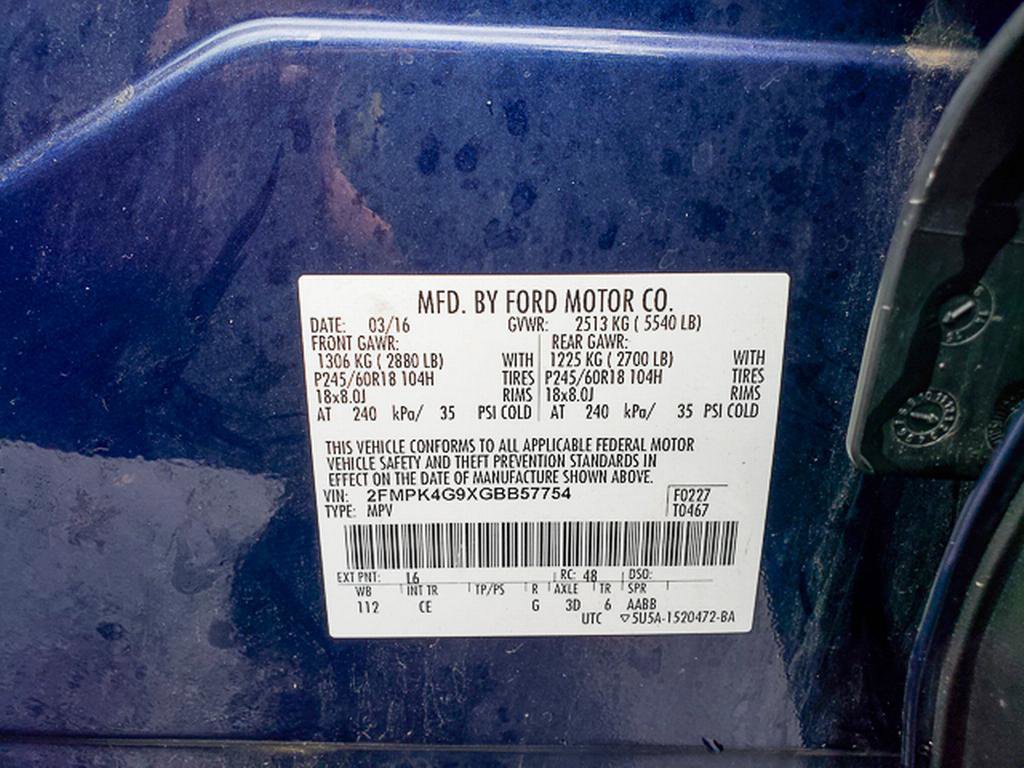 MFD. BY FORD MOTOR CO.
DATE: 03/16 GVWR: 2513 KG ( 5540 LB)
FRONT GAWR: REAR GAWR:
1306 KG ( 2880 LB) WITH 1225 KG ( 2700 LB) WITH
P245/60R18 104H TIRES P245/60R18 104H TIRES
18x8.0J RIMS 18x8.0J RIMS
AT 240 kPa/ 35 PSI COLD AT 240 kPa/ 35 PSI COLD
THIS VEHICLE CONFORMS TO ALL APPLICABLE FEDERAL MOTOR
VEHICLE SAFETY AND THEFT PREVENTION STANDARDS IN
EFFECT ON THE DATE OF MANUFACTURE SHOWN ABOVE.
VIN: 2FMPK4G9XGBB57754 F0227
TYPE: MPV T0467
EXT PNT: L6 RC: 48 DSO:
WB INT TR TP/PS R AXLE TR SPR
112 CE G 3D 6 AABB
UTC ▽5U5A-1520472-BA